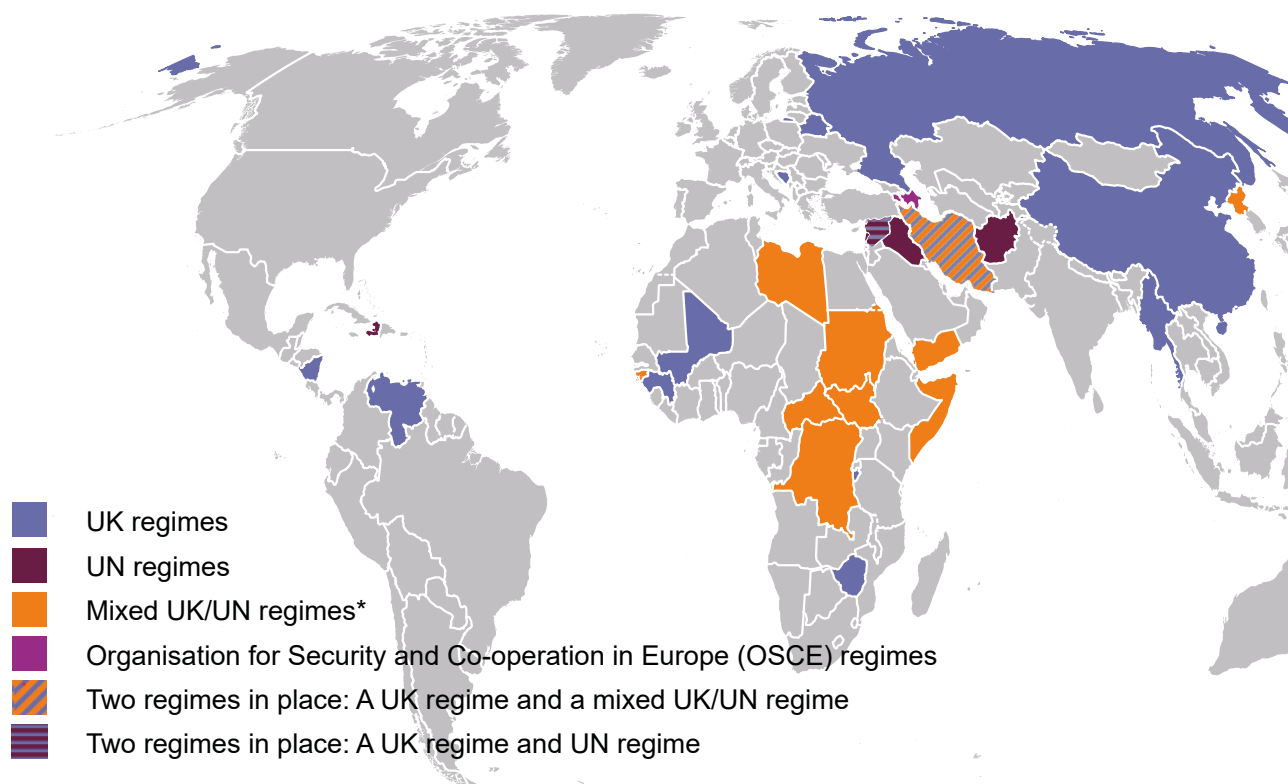 UK regimes
UN regimes
Mixed UK/UN regimes*
Organisation for Security and Co-operation in Europe (OSCE) regimes
Two regimes in place: A UK regime and a mixed UK/UN regime
Two regimes in place: A UK regime and UN regime